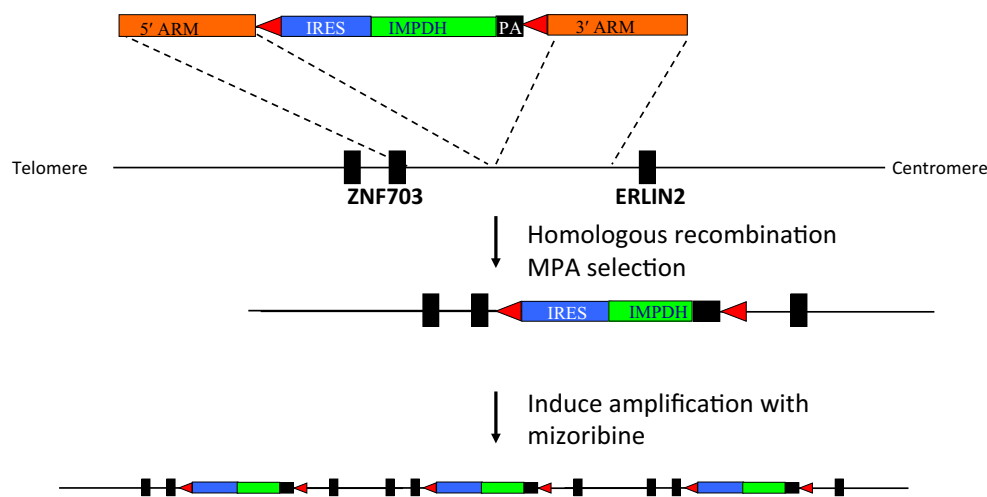 5′ ARM IRES IMPDH PA 3′ ARM
Telomere Centromere
ZNF703 ERLIN2
Homologous recombination
MPA selection
IRES IMPDH
Induce amplification with
mizoribine